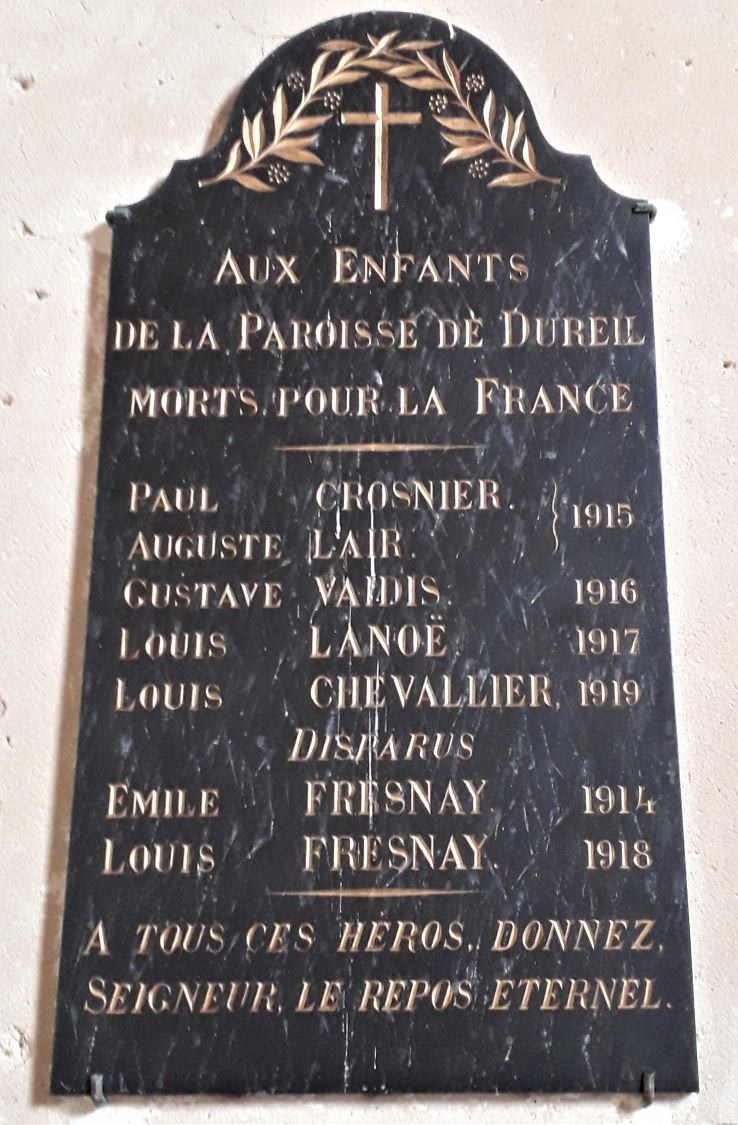 AUX ENFANTS
DE LA PAROISSE DE DUREIL
MORTS POUR LA FRANCE
PAUL CROSNIER. 1915
AUGUSTE LAIR.
GUSTAVE VAIDIS. 1916
LOUIS LANOË. 1917
LOUIS CHEVALLIER, 1919
DISPARUS
EMILE FRESNAY. 1914
LOUIS FRESNAY. 1918
A TOUS CES HÉROS, DONNEZ,
SEIGNEUR, LE REPOS ÉTERNEL.